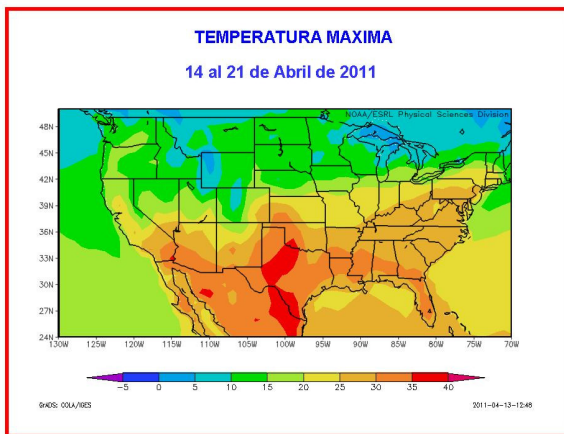 TEMPERATURA MAXIMA
14 al 21 de Abril de 2011
NOAA/ESRL Physical Sciences Division
48N
45N
42N
39N
36N
33N
30N
27N
24N
130W 125W 120W 115W 110W 105W 100W 95W 90W 85W 80W 75W 70W
-5 0 5 10 15 20 25 30 35 40
GrADS: COLA/IGES 2011-04-13-12:46